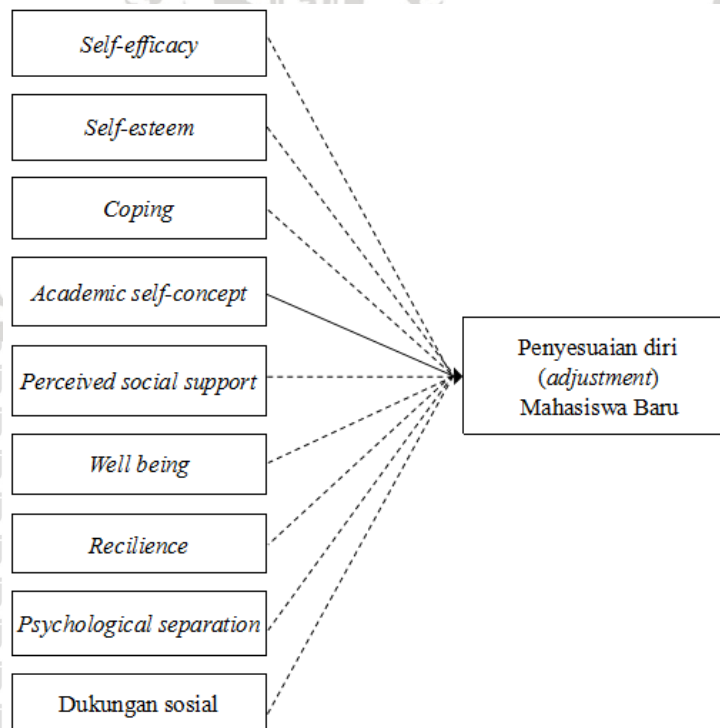 Self-efficacy
Self-esteem
Coping
Academic self-concept
Perceived social support
Well being
Recilience
Psychological separation
Dukungan sosial
Penyesuaian diri
(adjustment)
Mahasiswa Baru